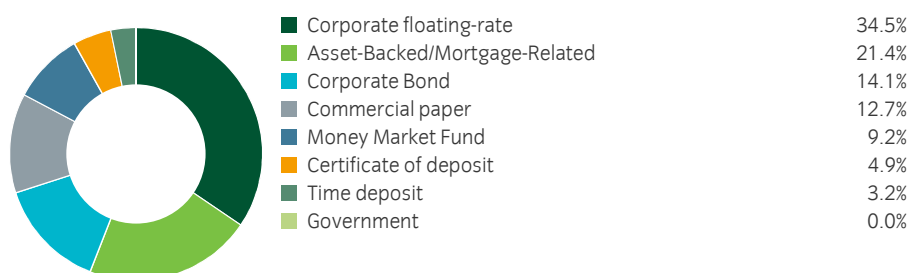 Corporate floating-rate 34.5%
Asset-Backed/Mortgage-Related 21.4%
Corporate Bond 14.1%
Commercial paper 12.7%
Money Market Fund 9.2%
Certificate of deposit 4.9%
Time deposit 3.2%
Government 0.0%